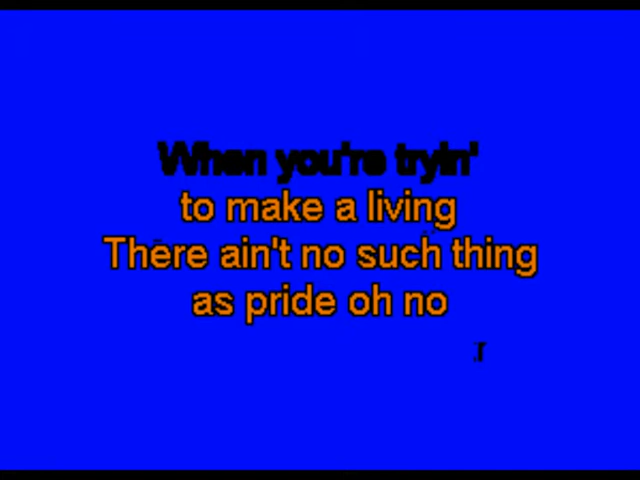 When you're tryin'
to make a living
There ain't no such thing
as pride oh no